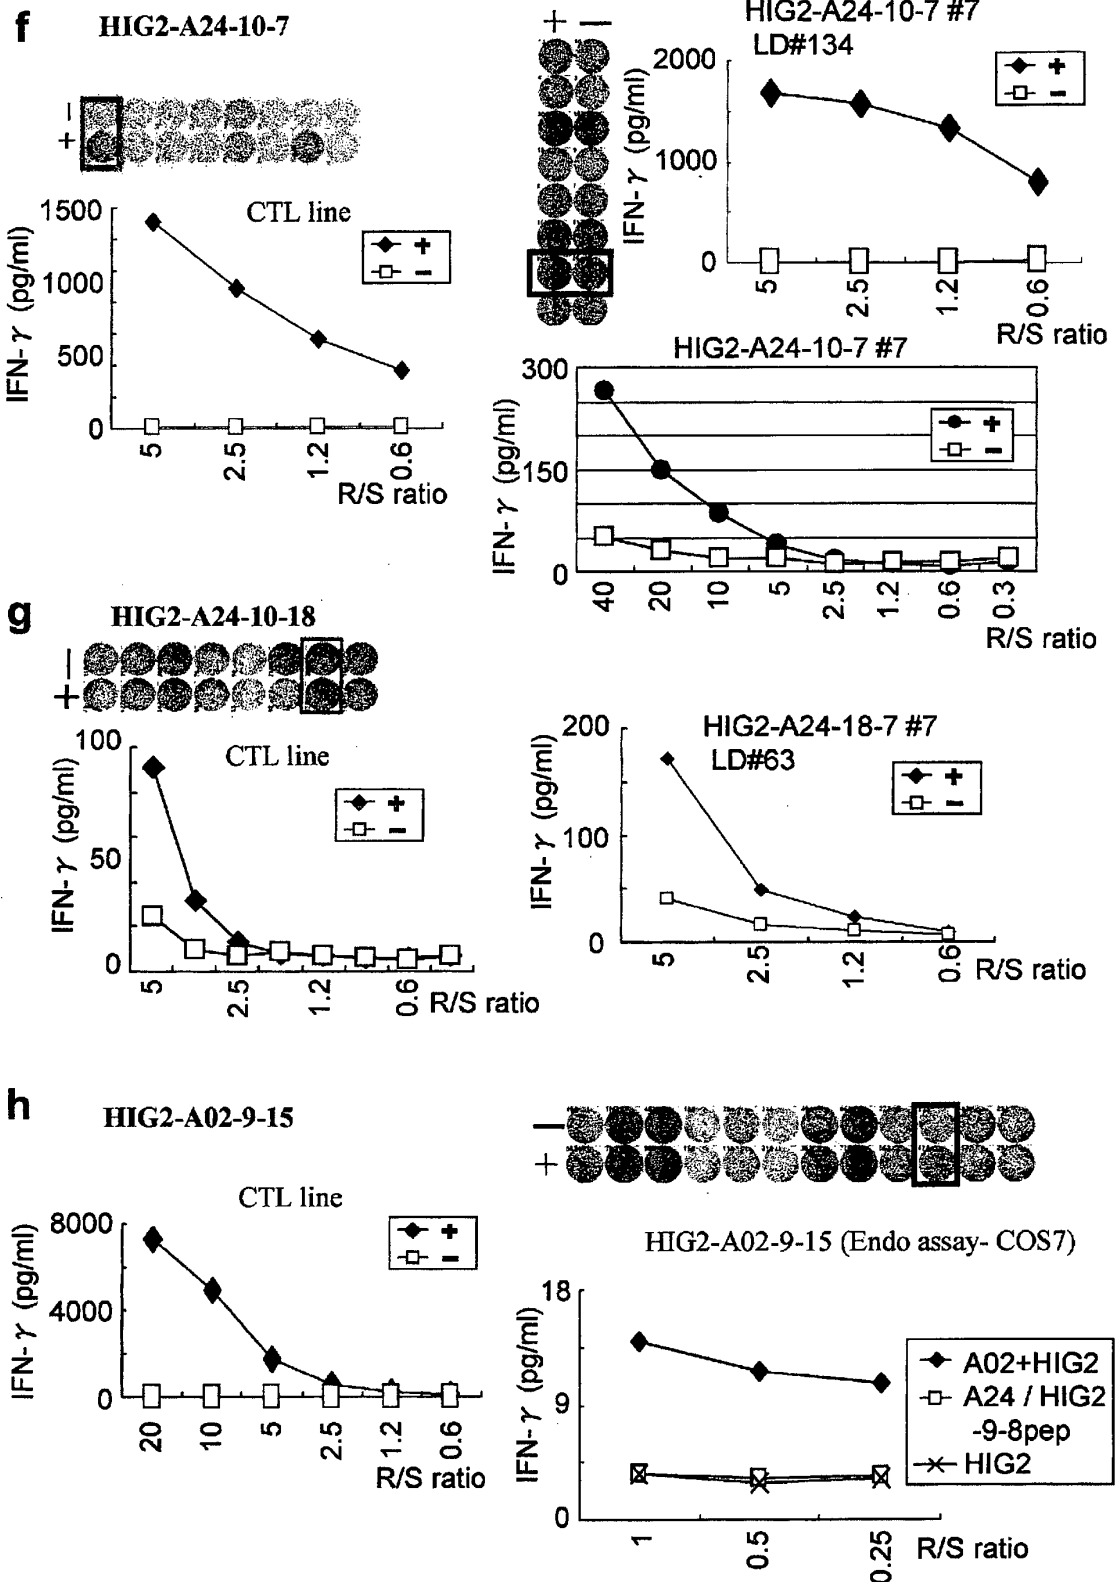 f
HIG2-A24-10-7
−
+
1500
1000
500
0
IFN-γ (pg/ml)
CTL line
+
−
5
2.5
1.2
0.6
R/S ratio
+ −
HIG2-A24-10-7 #7
LD#134
2000
1000
0
IFN-γ (pg/ml)
+
−
5
2.5
1.2
0.6
R/S ratio
HIG2-A24-10-7 #7
300
150
0
IFN-γ (pg/ml)
+
−
40
20
10
5
2.5
1.2
0.6
0.3
R/S ratio
g
HIG2-A24-10-18
−
+
100
50
0
IFN-γ (pg/ml)
CTL line
+
−
5
2.5
1.2
0.6
R/S ratio
HIG2-A24-18-7 #7
LD#63
200
100
0
IFN-γ (pg/ml)
+
−
5
2.5
1.2
0.6
R/S ratio
h
HIG2-A02-9-15
CTL line
8000
4000
0
IFN-γ (pg/ml)
+
−
20
10
5
2.5
1.2
0.6
R/S ratio
−
+
HIG2-A02-9-15 (Endo assay- COS7)
18
9
0
IFN-γ (pg/ml)
A02+HIG2
A24 / HIG2
-9-8pep
HIG2
1
0.5
0.25
R/S ratio